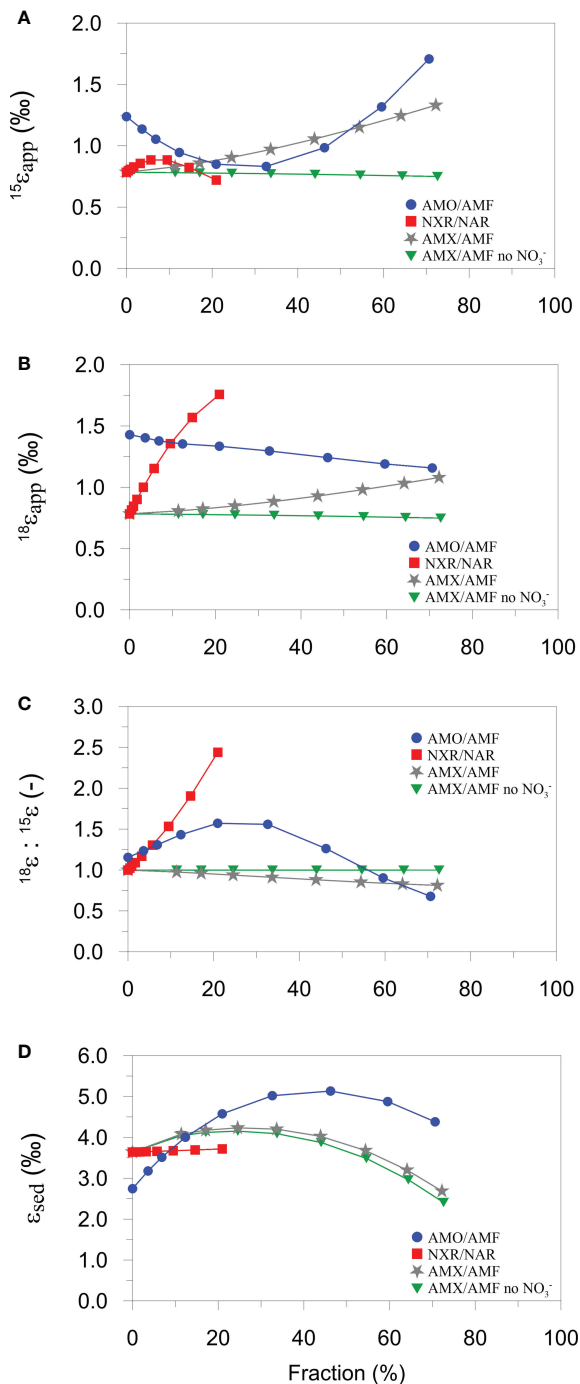 A
2.0
1.5
1.0
0.5
0.0
¹⁵εapp (‰)
AMO/AMF
NXR/NAR
AMX/AMF
AMX/AMF no NO₃⁻
0 20 40 60 80 100
B
2.0
1.5
1.0
0.5
0.0
¹⁸εapp (‰)
AMO/AMF
NXR/NAR
AMX/AMF
AMX/AMF no NO₃⁻
0 20 40 60 80 100
C
3.0
2.5
2.0
1.5
1.0
0.5
0.0
¹⁸ε : ¹⁵ε (-)
AMO/AMF
NXR/NAR
AMX/AMF
AMX/AMF no NO₃⁻
0 20 40 60 80 100
D
6.0
5.0
4.0
3.0
2.0
1.0
0.0
εsed (‰)
AMO/AMF
NXR/NAR
AMX/AMF
AMX/AMF no NO₃⁻
0 20 40 60 80 100
Fraction (%)